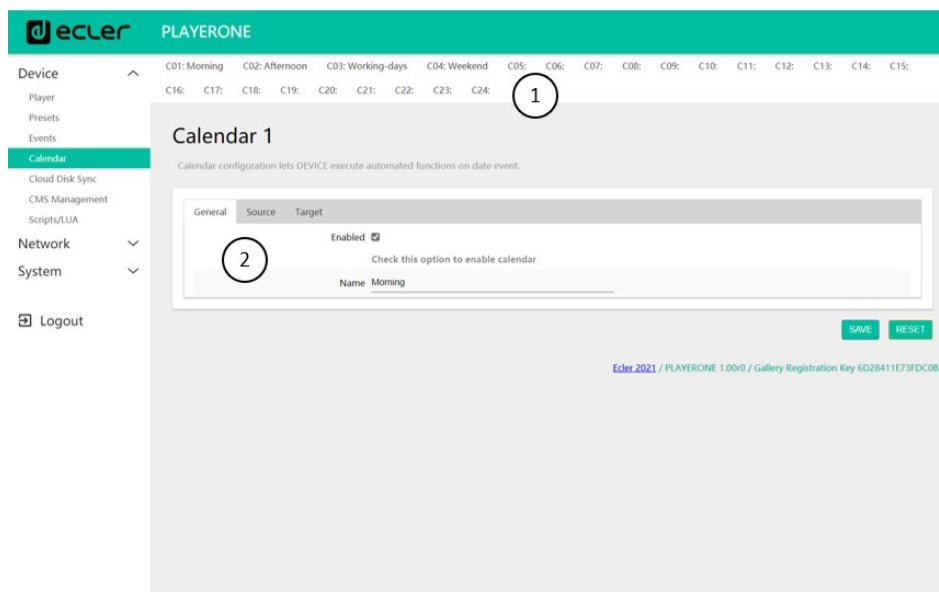 ecler
PLAYERONE
Device
Player
Presets
Events
Calendar
Cloud Disk Sync
CMS Management
Scripts/LUA
Network
System
Logout
C01: Morning C02: Afternoon C03: Working-days C04: Weekend C05: C06: C07: C08: C09: C10: C11: C12: C13: C14: C15:
C16: C17: C18: C19: C20: C21: C22: C23: C24:
1
Calendar 1
Calendar configuration lets DEVICE execute automated functions on date event.
General Source Target
Enabled
2
Check this option to enable calendar
Name Morning
SAVE RESET
Ecler 2021 / PLAYERONE 1.00r0 / Gallery Registration Key 6D28411E73FDC0B